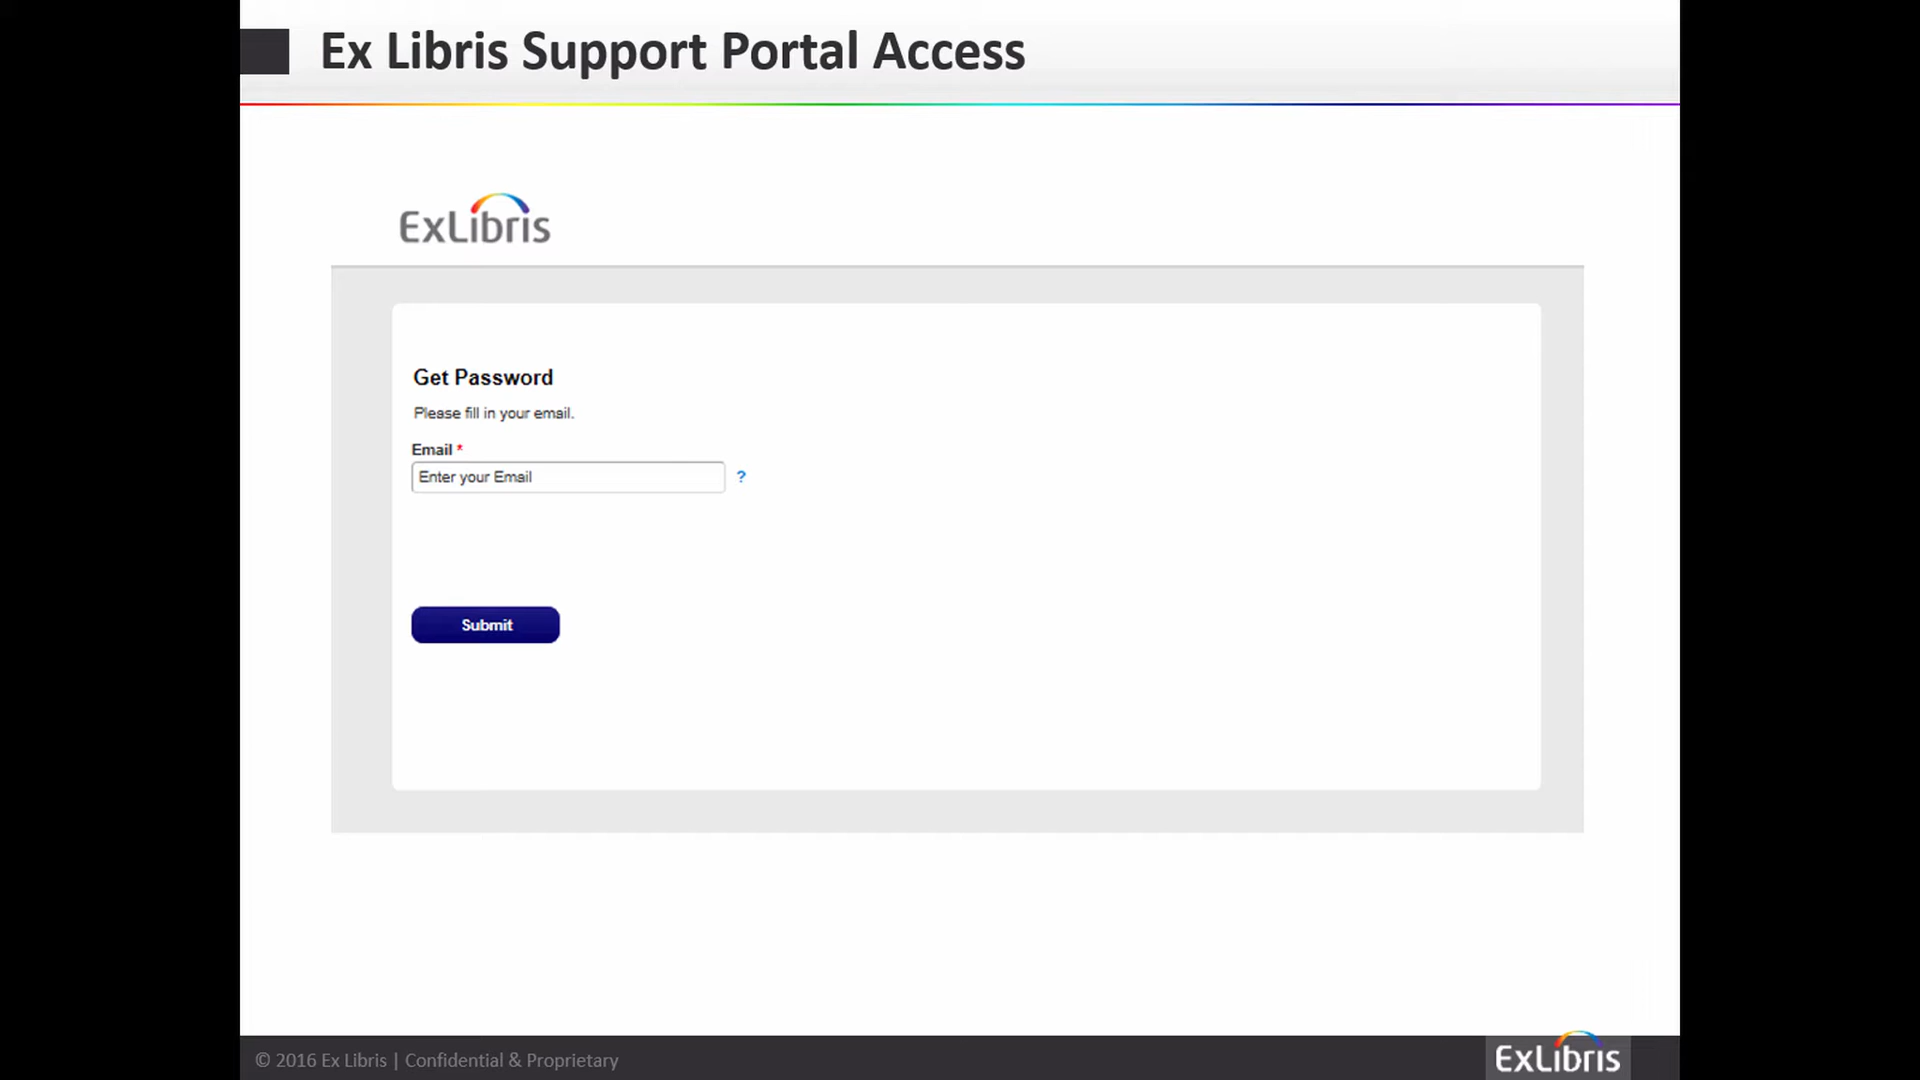 Ex Libris Support Portal Access
ExLibris
Get Password
Please fill in your email.
Email *
Enter your Email ?
Submit
© 2016 Ex Libris | Confidential & Proprietary
ExLibris